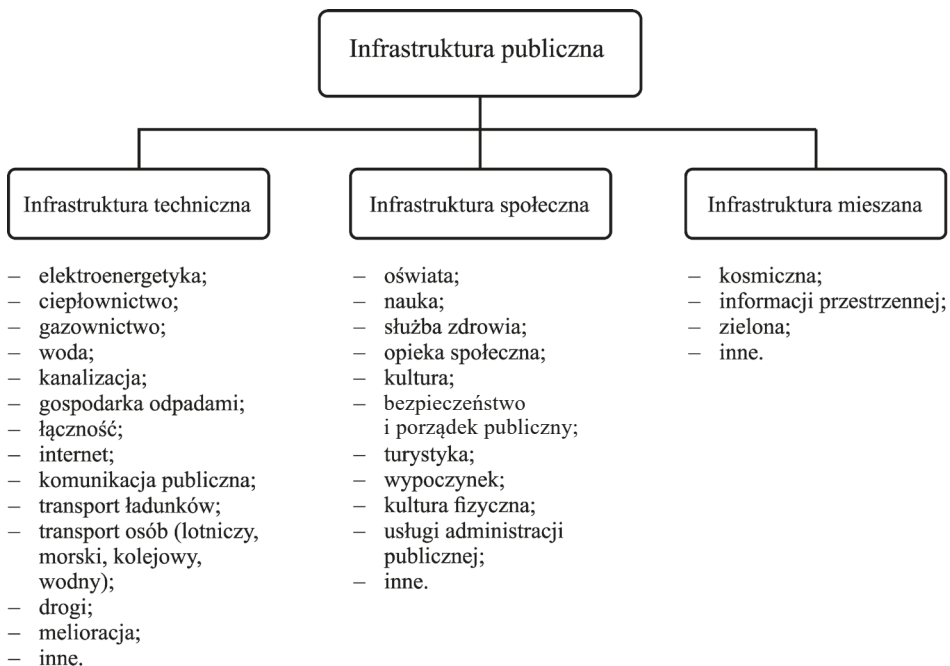 Infrastruktura publiczna
Infrastruktura techniczna
– elektroenergetyka;
– ciepłownictwo;
– gazownictwo;
– woda;
– kanalizacja;
– gospodarka odpadami;
– łączność;
– internet;
– komunikacja publiczna;
– transport ładunków;
– transport osób (lotniczy,
morski, kolejowy,
wodny);
– drogi;
– melioracja;
– inne.
Infrastruktura społeczna
– oświata;
– nauka;
– służba zdrowia;
– opieka społeczna;
– kultura;
– bezpieczeństwo
i porządek publiczny;
– turystyka;
– wypoczynek;
– kultura fizyczna;
– usługi administracji
publicznej;
– inne.
Infrastruktura mieszana
– kosmiczna;
– informacji przestrzennej;
– zielona;
– inne.